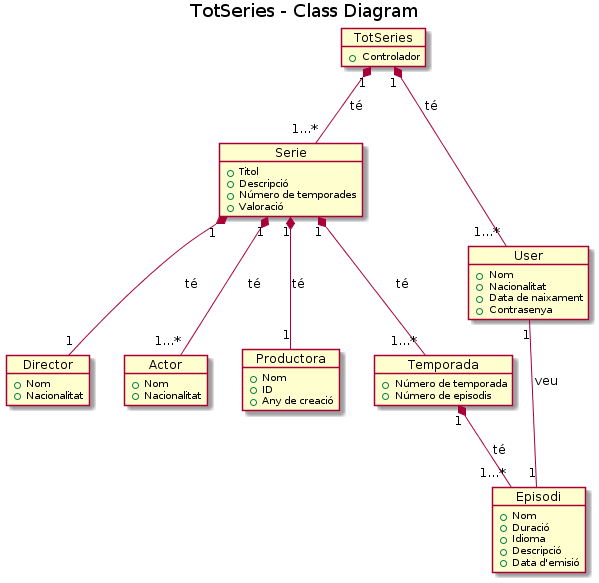 TotSeries - Class Diagram
TotSeries
Controlador
1
1
té
té
1...*
Serie
Titol
Descripció
Número de temporades
Valoració
1
1
1
1
1...*
User
Nom
Nacionalitat
Data de naixament
Contrasenya
té
té
té
té
1
1...*
1
1...*
1
Director
Nom
Nacionalitat
Actor
Nom
Nacionalitat
Productora
Nom
ID
Any de creació
Temporada
Número de temporada
Número de episodis
veu
1
té
1...*
1
Episodi
Nom
Duració
Idioma
Descripció
Data d'emisió